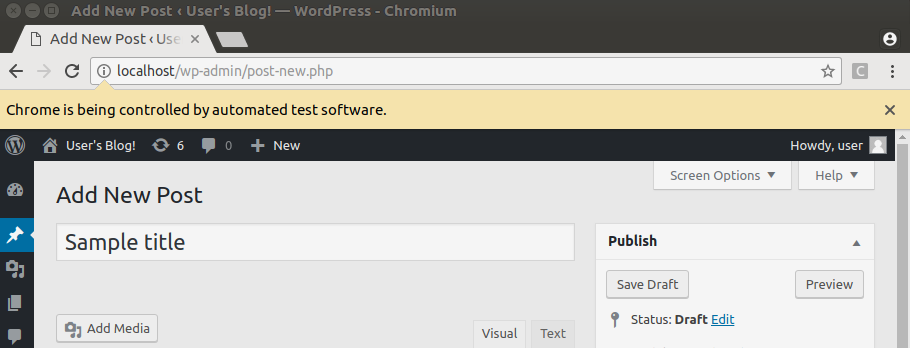 Add New Post ‹ User's Blog! — WordPress - Chromium
Add New Post ‹ Use
localhost/wp-admin/post-new.php
C
Chrome is being controlled by automated test software.
User's Blog! 6 0 New Howdy, user
Screen Options Help
Add New Post
Sample title
Publish
Save Draft Preview
Status: Draft Edit
Add Media Visual Text